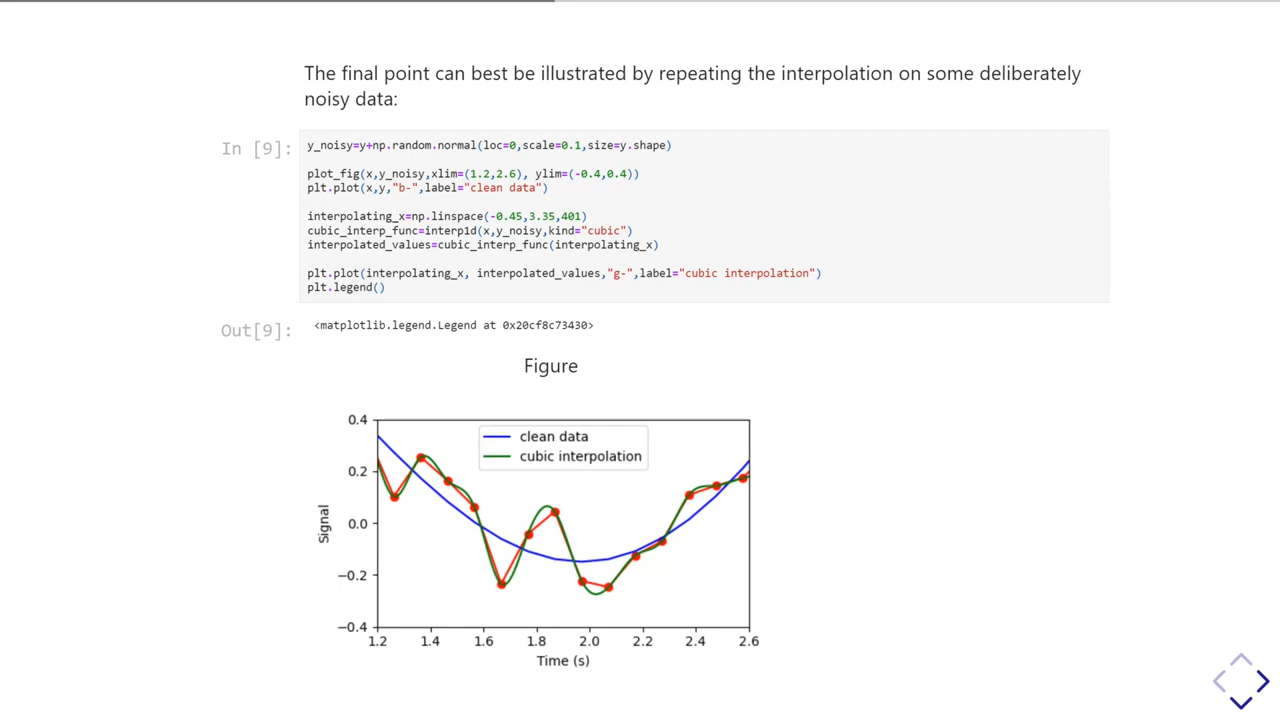 The final point can best be illustrated by repeating the interpolation on some deliberately
noisy data:
In [9]:
y_noisy=y+np.random.normal(loc=0,scale=0.1,size=y.shape)
plot_fig(x,y_noisy,xlim=(1.2,2.6), ylim=(-0.4,0.4))
plt.plot(x,y,"b-",label="clean data")
interpolating_x=np.linspace(-0.45,3.35,401)
cubic_interp_func=interp1d(x,y_noisy,kind="cubic")
interpolated_values=cubic_interp_func(interpolating_x)
plt.plot(interpolating_x, interpolated_values,"g-",label="cubic interpolation")
plt.legend()
Out[9]:
<matplotlib.legend.Legend at 0x20cf8c73430>
Figure
0.4
0.2
0.0
−0.2
−0.4
Signal
clean data
cubic interpolation
1.2 1.4 1.6 1.8 2.0 2.2 2.4 2.6
Time (s)